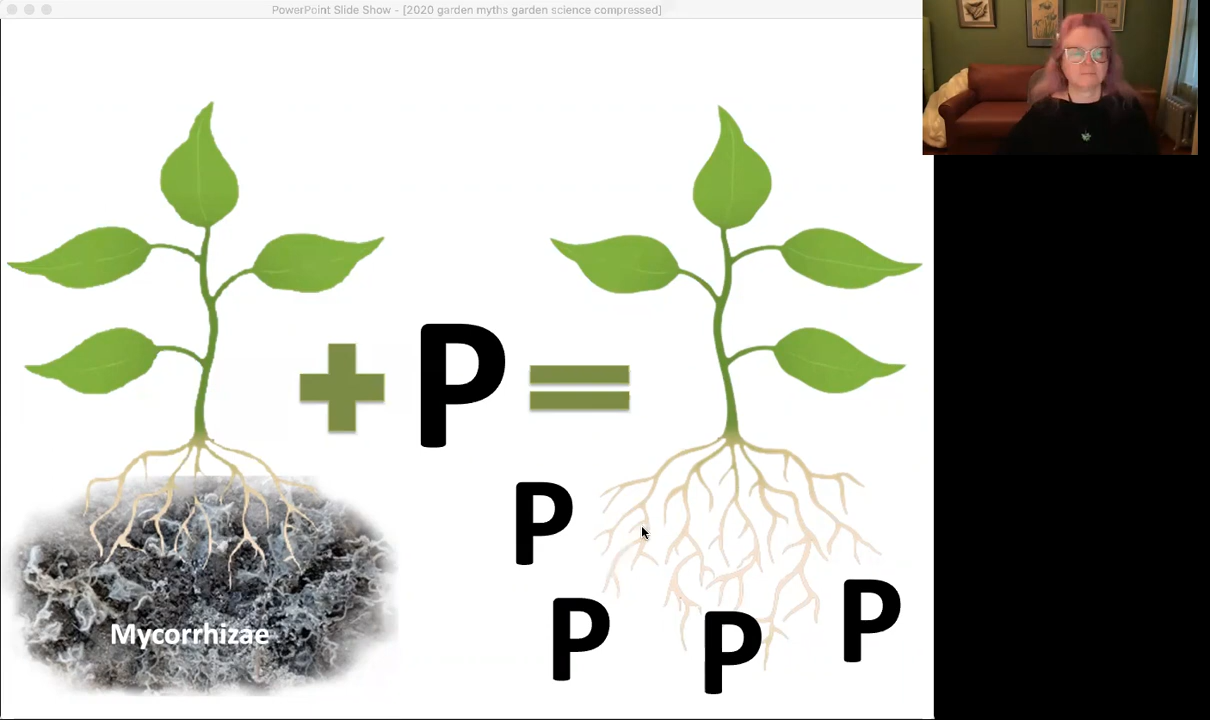 PowerPoint Slide Show - [2020 garden myths garden science compressed]
P
P
P
P
P
Mycorrhizae